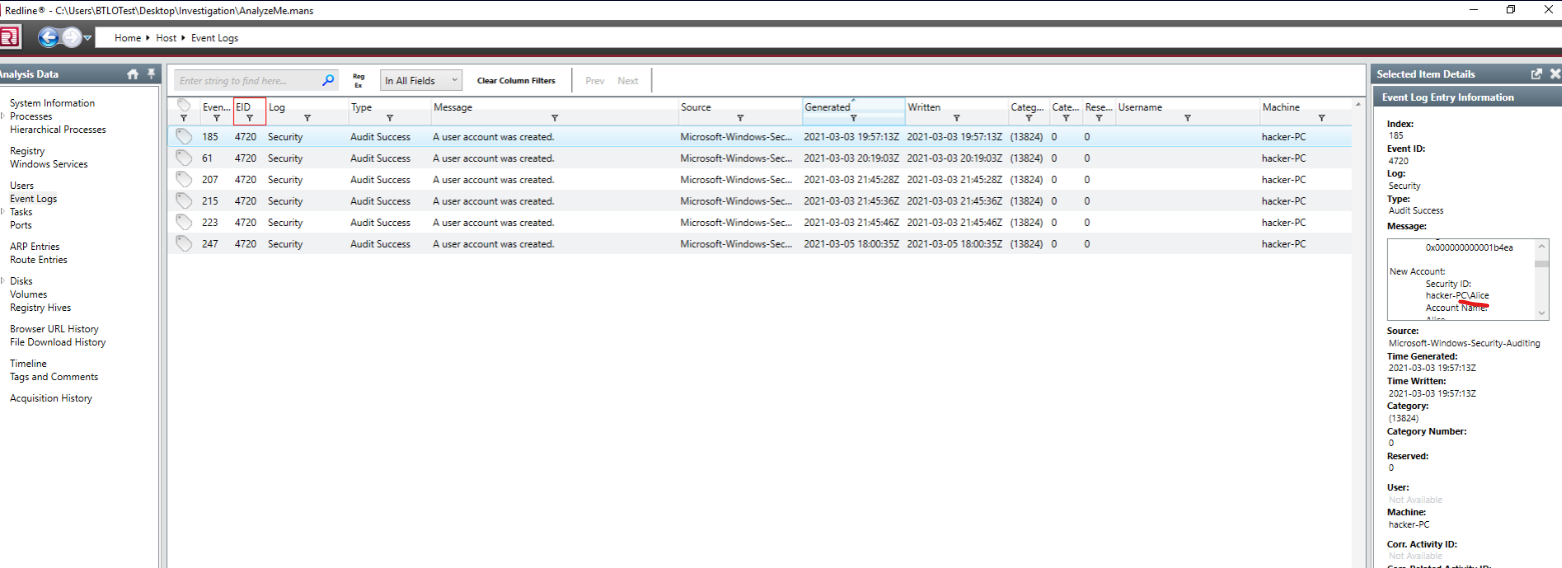 Redline® - C:\Users\BTLOTest\Desktop\Investigation\AnalyzeMe.mans
Home Host Event Logs
Analysis Data
System Information
Processes
Hierarchical Processes
Registry
Windows Services
Users
Event Logs
Tasks
Ports
ARP Entries
Route Entries
Disks
Volumes
Registry Hives
Browser URL History
File Download History
Timeline
Tags and Comments
Acquisition History
Enter string to find here... Reg Ex In All Fields Clear Column Filters Prev Next
Even... EID Log Type Message Source Generated Written Categ... Cate... Rese... Username Machine
185 4720 Security Audit Success A user account was created. Microsoft-Windows-Sec... 2021-03-03 19:57:13Z 2021-03-03 19:57:13Z (13824) 0 0 hacker-PC
61 4720 Security Audit Success A user account was created. Microsoft-Windows-Sec... 2021-03-03 20:19:03Z 2021-03-03 20:19:03Z (13824) 0 0 hacker-PC
207 4720 Security Audit Success A user account was created. Microsoft-Windows-Sec... 2021-03-03 21:45:28Z 2021-03-03 21:45:28Z (13824) 0 0 hacker-PC
215 4720 Security Audit Success A user account was created. Microsoft-Windows-Sec... 2021-03-03 21:45:36Z 2021-03-03 21:45:36Z (13824) 0 0 hacker-PC
223 4720 Security Audit Success A user account was created. Microsoft-Windows-Sec... 2021-03-03 21:45:46Z 2021-03-03 21:45:46Z (13824) 0 0 hacker-PC
247 4720 Security Audit Success A user account was created. Microsoft-Windows-Sec... 2021-03-05 18:00:35Z 2021-03-05 18:00:35Z (13824) 0 0 hacker-PC
Selected Item Details
Event Log Entry Information
Index:
185
Event ID:
4720
Log:
Security
Type:
Audit Success
Message:
0x000000000001b4ea
New Account:
Security ID:
hacker-PC\Alice
Account Name:
Alice
Source:
Microsoft-Windows-Security-Auditing
Time Generated:
2021-03-03 19:57:13Z
Time Written:
2021-03-03 19:57:13Z
Category:
(13824)
Category Number:
0
Reserved:
0
User:
Not Available
Machine:
hacker-PC
Corr. Activity ID:
Not Available
Corr. Related Activity ID: